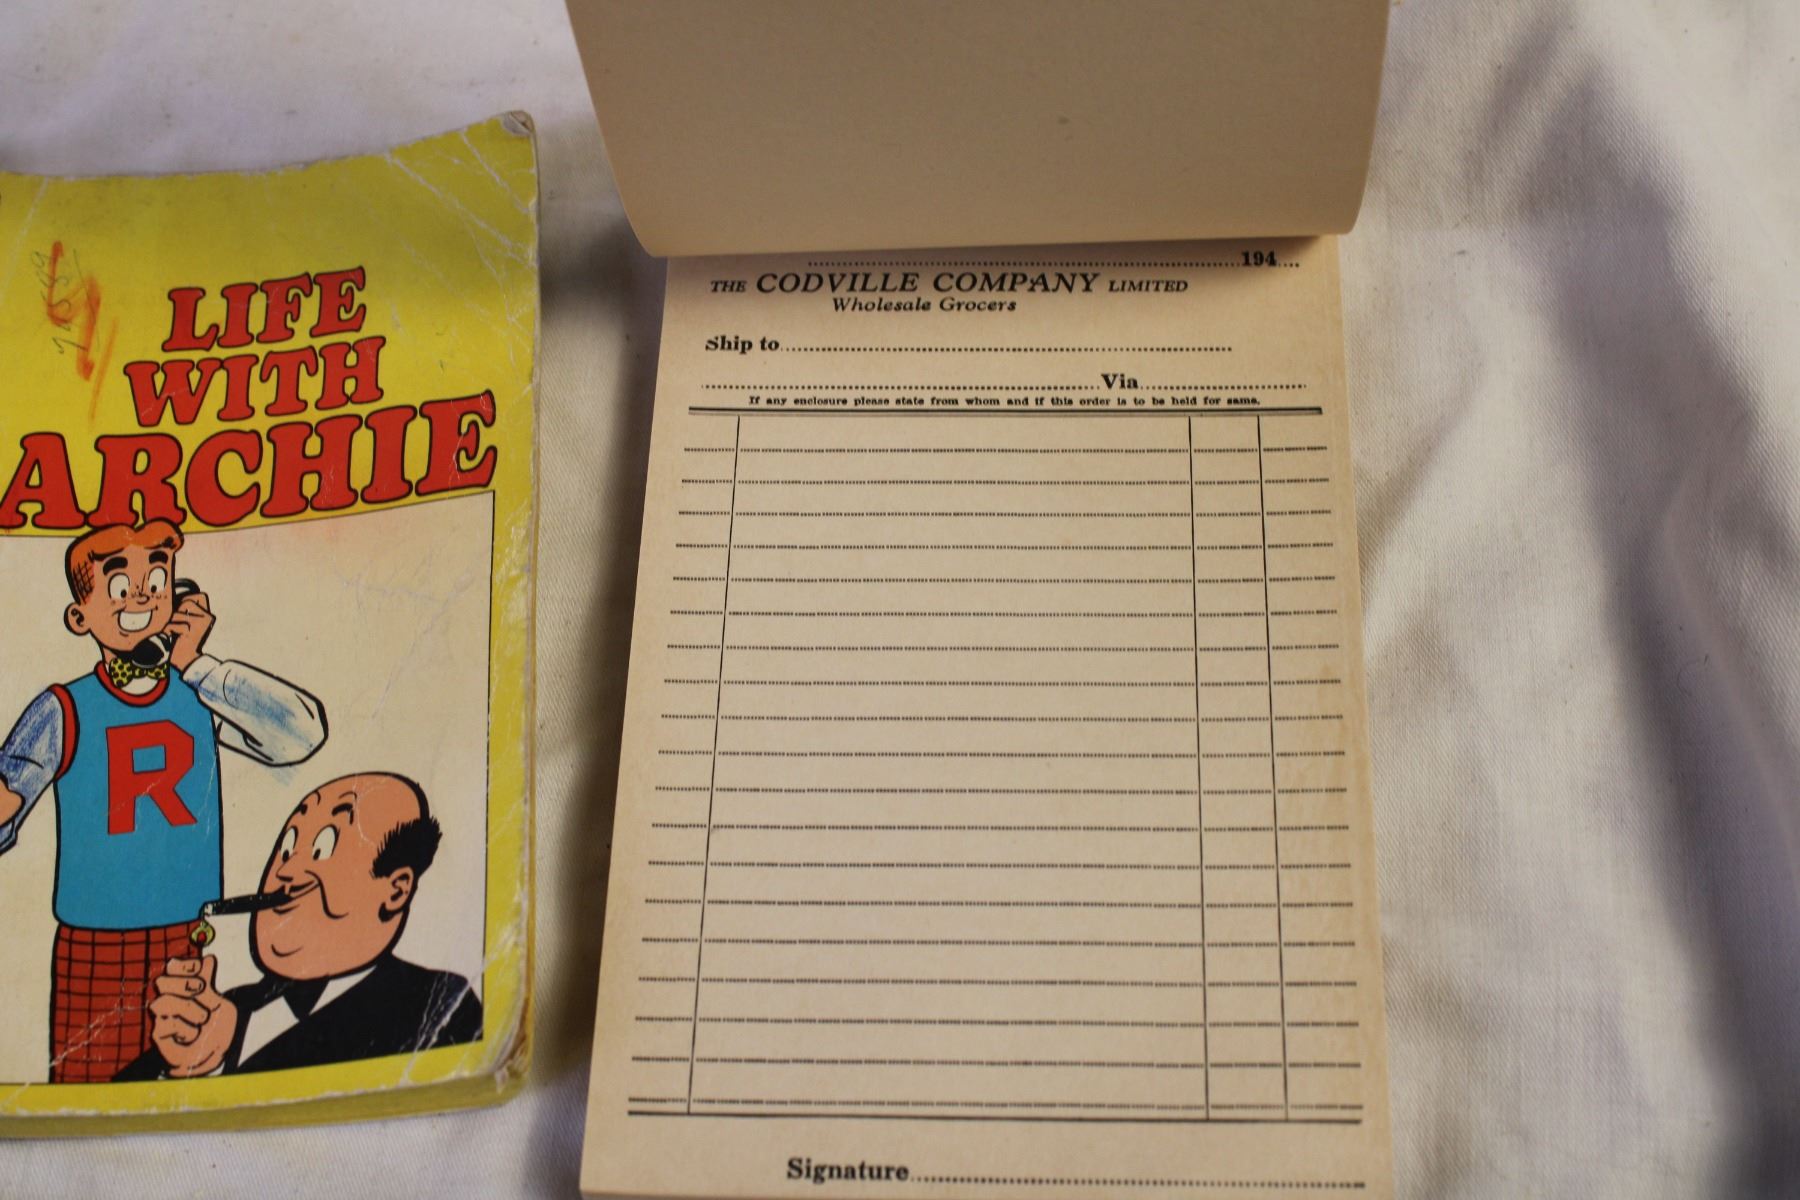 LIFE
WITH
ARCHIE
R
194
THE CODVILLE COMPANY LIMITED
Wholesale Grocers
Ship to
Via
If any enclosure please state from whom and if this order is to be held for same.
Signature